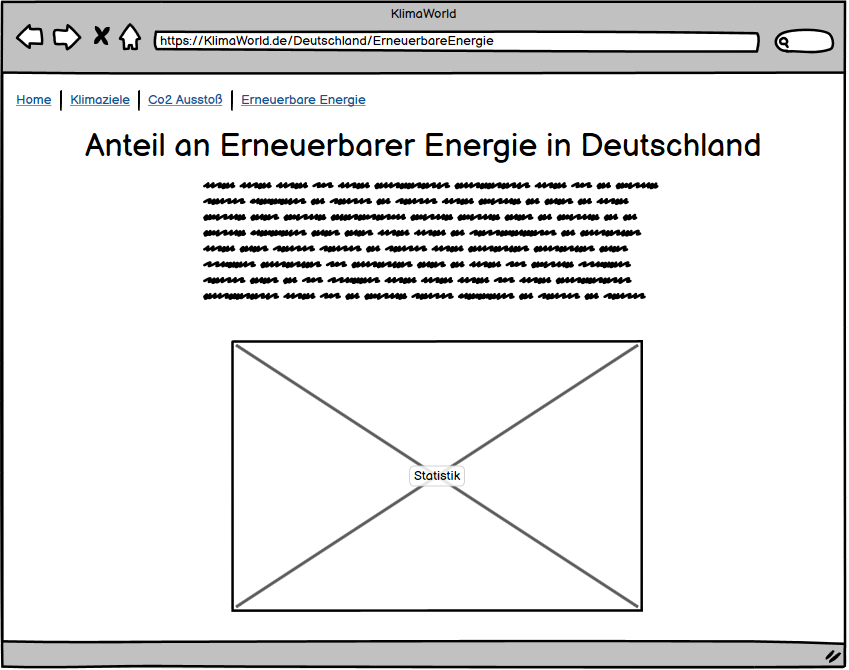 KlimaWorld
https://KlimaWorld.de/Deutschland/ErneuerbareEnergie
Home | Klimaziele | Co2 Ausstoß | Erneuerbare Energie
Anteil an Erneuerbarer Energie in Deutschland
Statistik